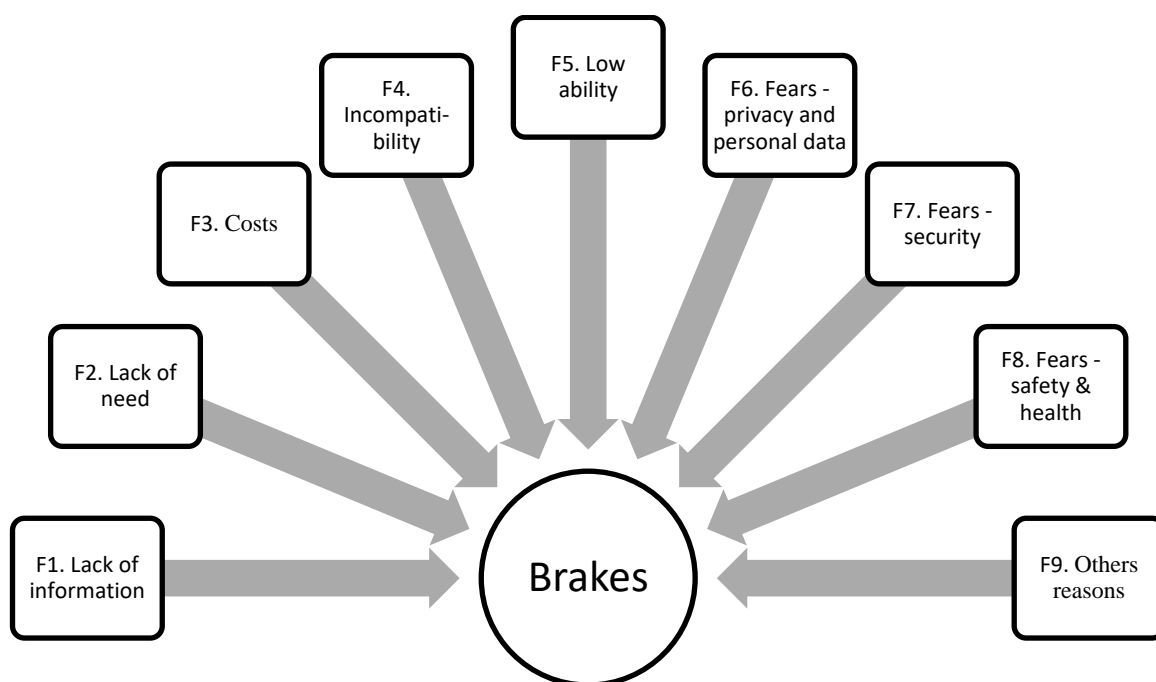 F1. Lack of
information
F2. Lack of
need
F3. Costs
F4.
Incompati-
bility
F5. Low
ability
F6. Fears -
privacy and
personal data
F7. Fears -
security
F8. Fears -
safety &
health
F9. Others
reasons
Brakes